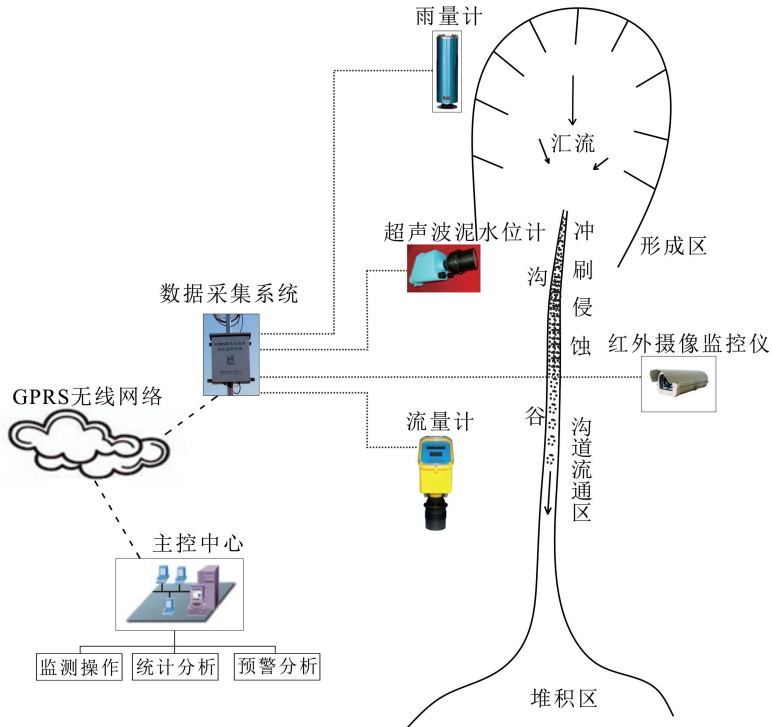 雨量计
汇流
超声波泥水位计
冲刷侵蚀
形成区
沟谷
数据采集系统
红外摄像监控仪
GPRS无线网络
流量计
沟道流通区
主控中心
监测操作
统计分析
预警分析
堆积区